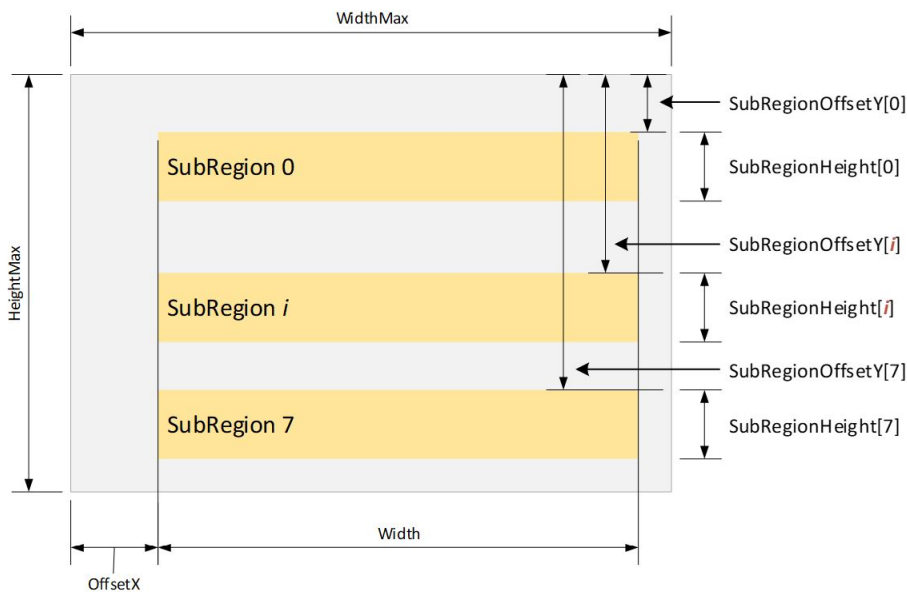 WidthMax
SubRegionOffsetY[0]
SubRegion 0
SubRegionHeight[0]
SubRegionOffsetY[i]
HeightMax
SubRegion i
SubRegionHeight[i]
SubRegionOffsetY[7]
SubRegion 7
SubRegionHeight[7]
Width
OffsetX